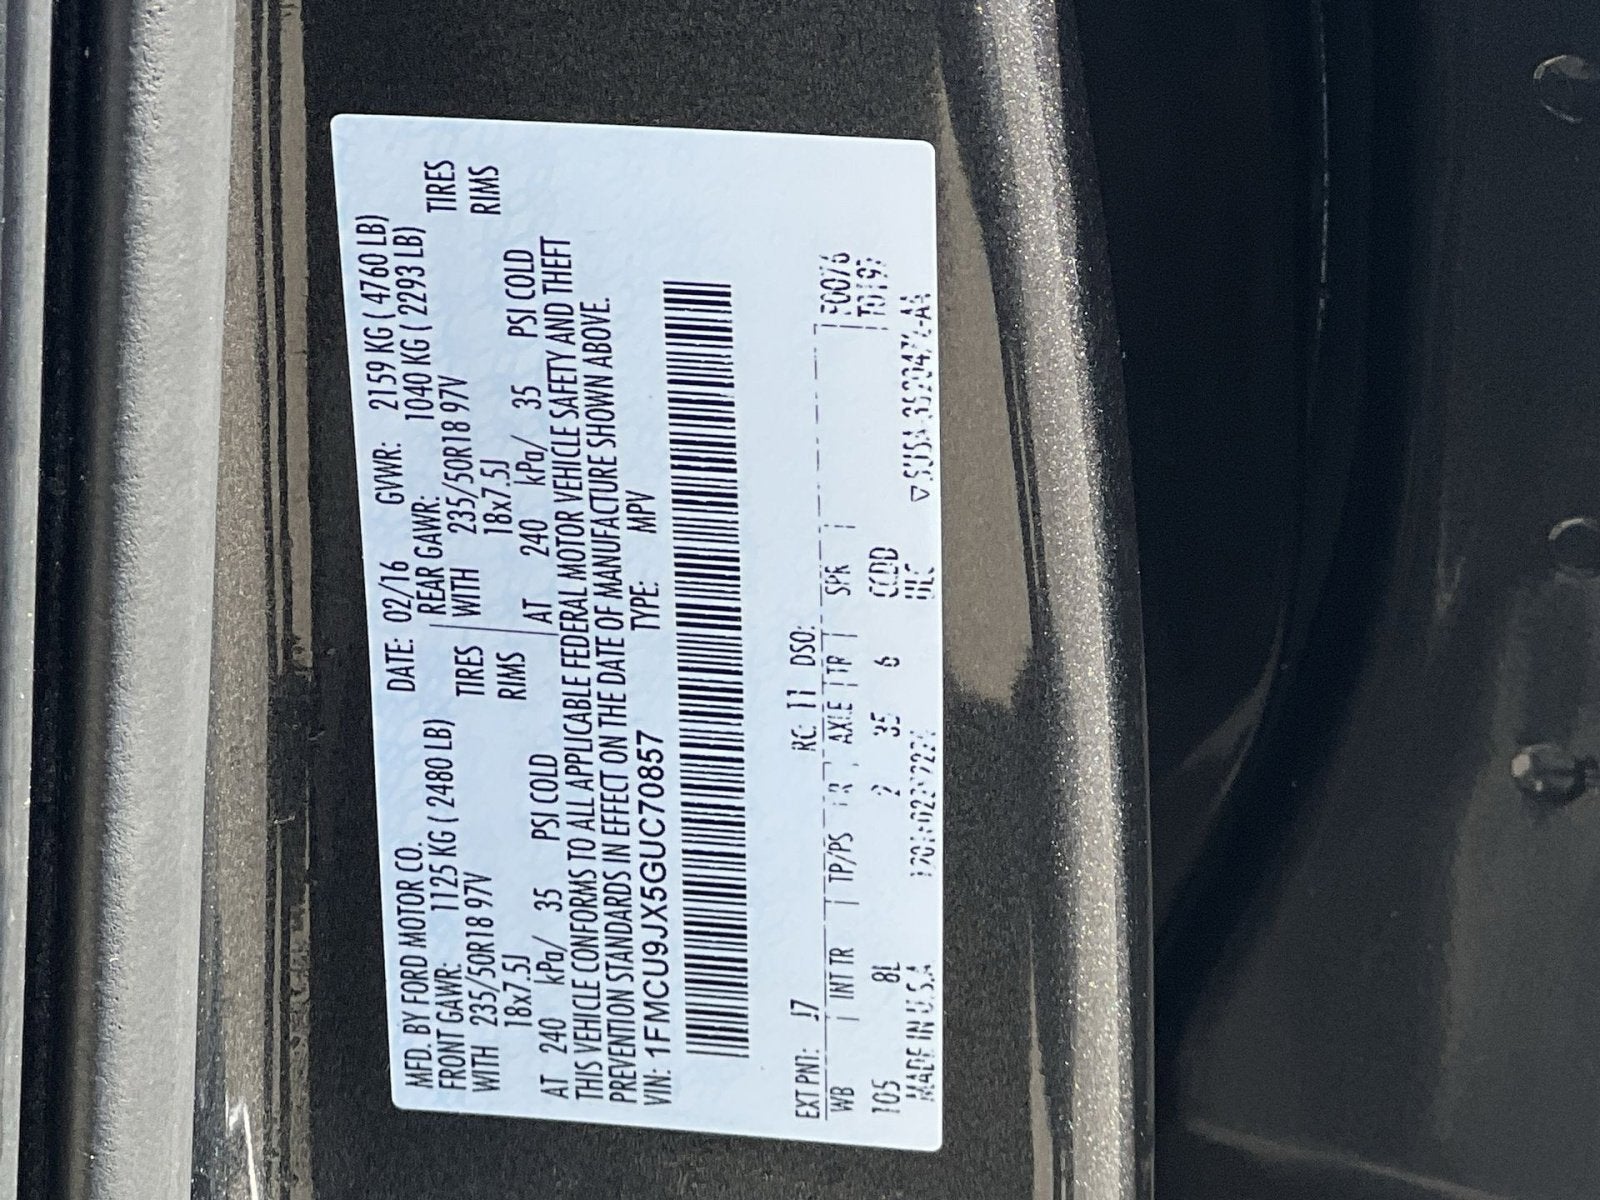 MFD. BY FORD MOTOR CO. DATE: 02/16 GVWR: 2159 KG ( 4760 LB)
FRONT GAWR: 1125 KG ( 2480 LB) REAR GAWR: 1040 KG ( 2293 LB)
WITH 235/50R18 97V TIRES WITH 235/50R18 97V TIRES
18x7.5J RIMS 18x7.5J RIMS
AT 240 kPa/ 35 PSI COLD AT 240 kPa/ 35 PSI COLD
THIS VEHICLE CONFORMS TO ALL APPLICABLE FEDERAL MOTOR VEHICLE SAFETY AND THEFT
PREVENTION STANDARDS IN EFFECT ON THE DATE OF MANUFACTURE SHOWN ABOVE.
VIN: 1FMCU9JX5GUC70857 TYPE: MPV
EXT PNT: J7 RC: 11 DSO:
WB INT TR TP/PS R AXLE TR SPR
105 8L 2 35 6 CCDD
MADE IN U.S.A